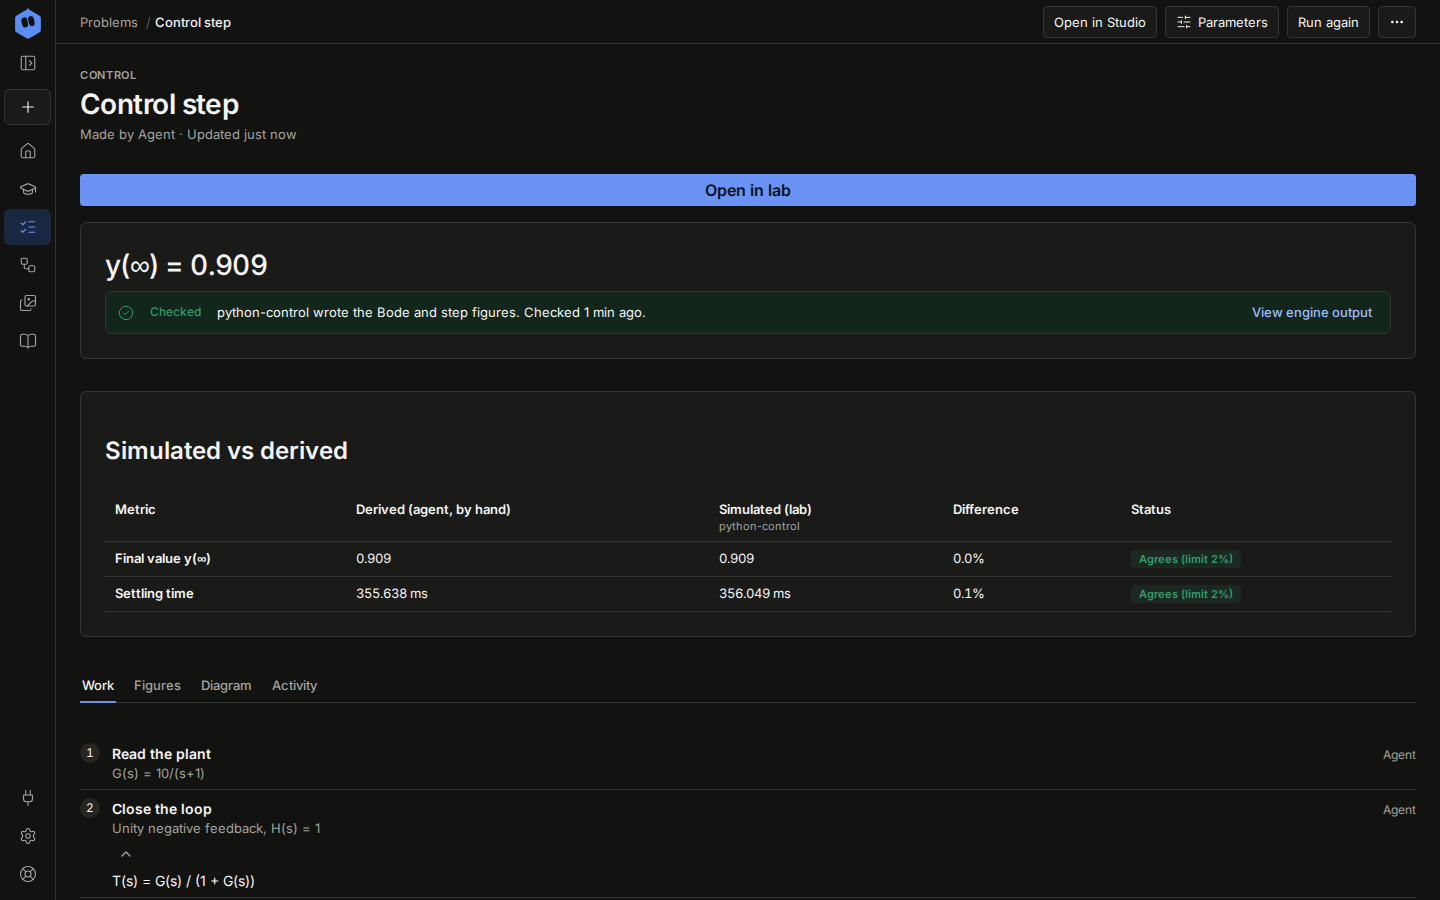 Problems / Control step
Open in Studio
Parameters
Run again
CONTROL
Control step
Made by Agent · Updated just now
Open in lab
y(∞) = 0.909
Checked python-control wrote the Bode and step figures. Checked 1 min ago. View engine output
Simulated vs derived
Metric Derived (agent, by hand) Simulated (lab) Difference Status
python-control
Final value y(∞) 0.909 0.909 0.0% Agrees (limit 2%)
Settling time 355.638 ms 356.049 ms 0.1% Agrees (limit 2%)
Work Figures Diagram Activity
1 Read the plant Agent
G(s) = 10/(s+1)
2 Close the loop Agent
Unity negative feedback, H(s) = 1
T(s) = G(s) / (1 + G(s))